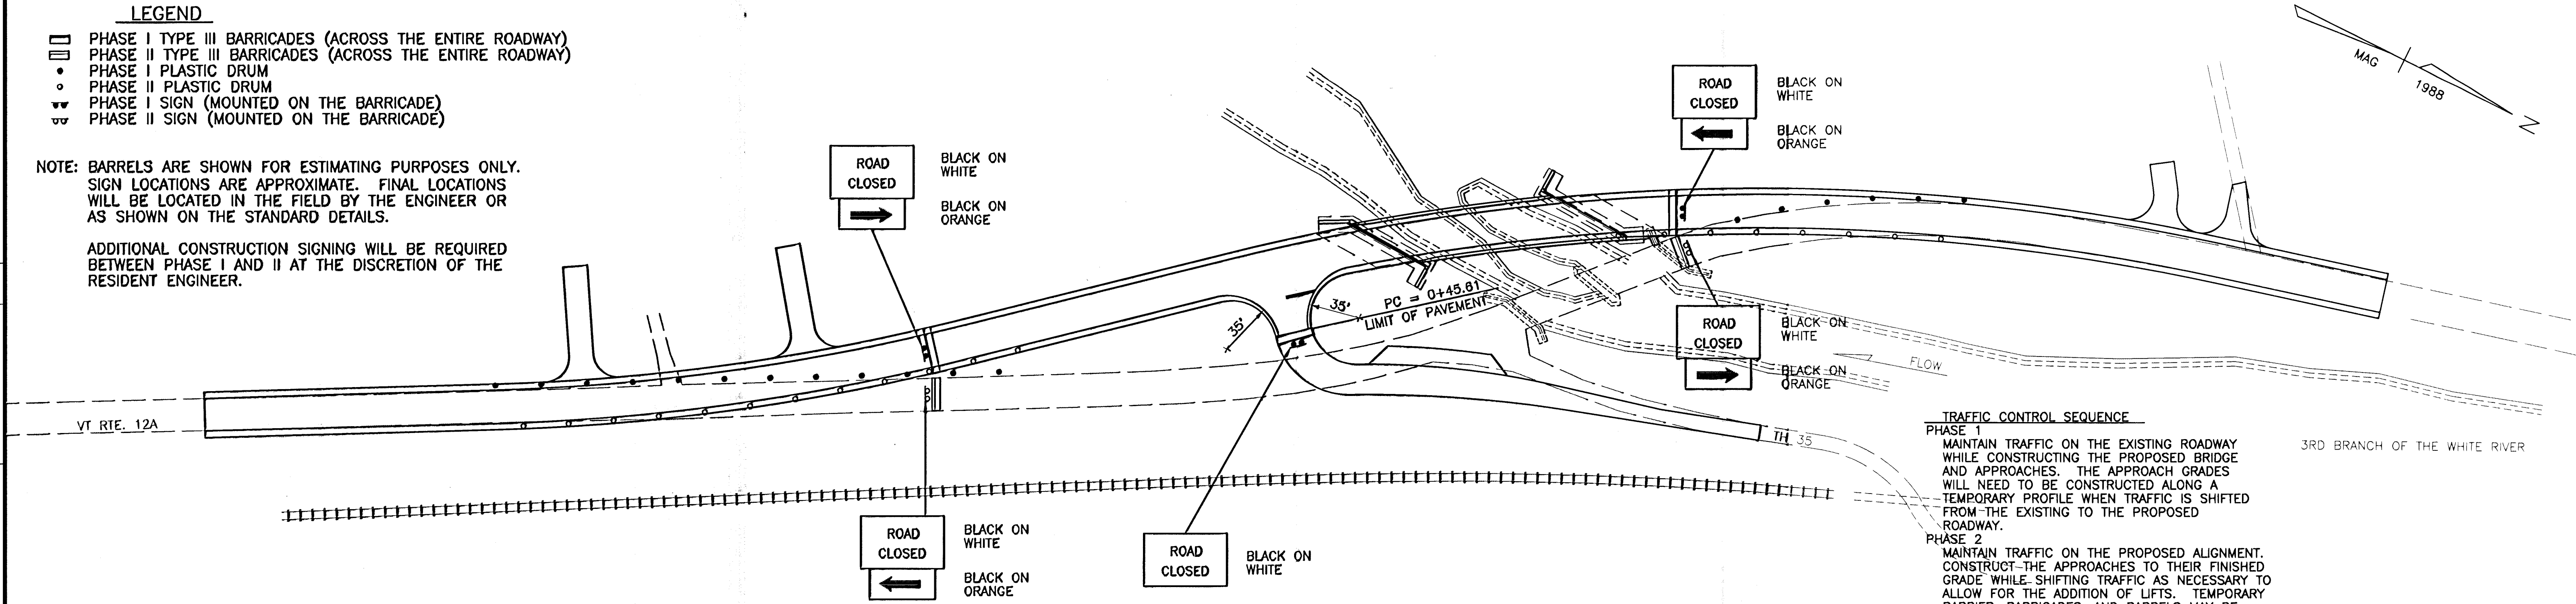 LEGEND
PHASE I TYPE III BARRICADES (ACROSS THE ENTIRE ROADWAY)
PHASE II TYPE III BARRICADES (ACROSS THE ENTIRE ROADWAY)
PHASE I PLASTIC DRUM
PHASE II PLASTIC DRUM
PHASE I SIGN (MOUNTED ON THE BARRICADE)
PHASE II SIGN (MOUNTED ON THE BARRICADE)
NOTE: BARRELS ARE SHOWN FOR ESTIMATING PURPOSES ONLY.
SIGN LOCATIONS ARE APPROXIMATE. FINAL LOCATIONS
WILL BE LOCATED IN THE FIELD BY THE ENGINEER OR
AS SHOWN ON THE STANDARD DETAILS.
ADDITIONAL CONSTRUCTION SIGNING WILL BE REQUIRED
BETWEEN PHASE I AND II AT THE DISCRETION OF THE
RESIDENT ENGINEER.
ROAD
CLOSED
BLACK ON
WHITE
BLACK ON
ORANGE
ROAD
CLOSED
BLACK ON
WHITE
BLACK ON
ORANGE
MAG
1988
N
35'
35'
PC = 0+45.61
LIMIT OF PAVEMENT
ROAD
CLOSED
BLACK ON
WHITE
BLACK ON
ORANGE
FLOW
VT RTE. 12A
TH 35
3RD BRANCH OF THE WHITE RIVER
ROAD
CLOSED
BLACK ON
WHITE
BLACK ON
ORANGE
ROAD
CLOSED
BLACK ON
WHITE
TRAFFIC CONTROL SEQUENCE
PHASE 1
MAINTAIN TRAFFIC ON THE EXISTING ROADWAY
WHILE CONSTRUCTING THE PROPOSED BRIDGE
AND APPROACHES. THE APPROACH GRADES
WILL NEED TO BE CONSTRUCTED ALONG A
TEMPORARY PROFILE WHEN TRAFFIC IS SHIFTED
FROM THE EXISTING TO THE PROPOSED
ROADWAY.
PHASE 2
MAINTAIN TRAFFIC ON THE PROPOSED ALIGNMENT.
CONSTRUCT THE APPROACHES TO THEIR FINISHED
GRADE WHILE SHIFTING TRAFFIC AS NECESSARY TO
ALLOW FOR THE ADDITION OF LIFTS. TEMPORARY
BARRIER, BARRICADES, AND BARRELS MAY BE